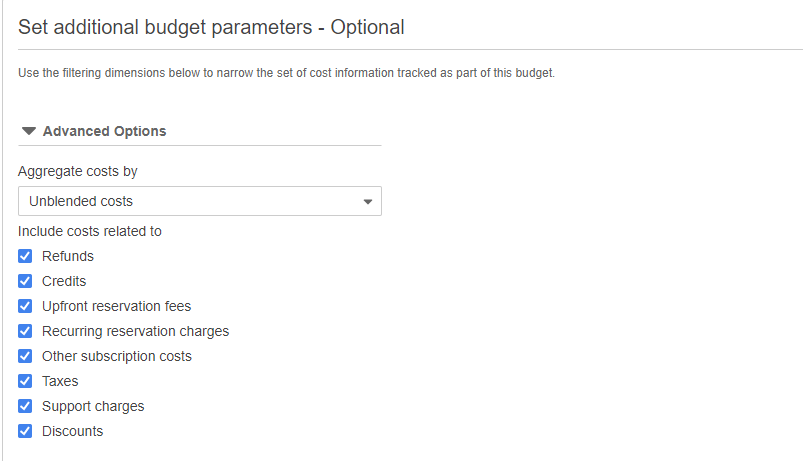 Set additional budget parameters - Optional
Use the filtering dimensions below to narrow the set of cost information tracked as part of this budget.
Advanced Options
Aggregate costs by
Unblended costs
Include costs related to
Refunds
Credits
Upfront reservation fees
Recurring reservation charges
Other subscription costs
Taxes
Support charges
Discounts